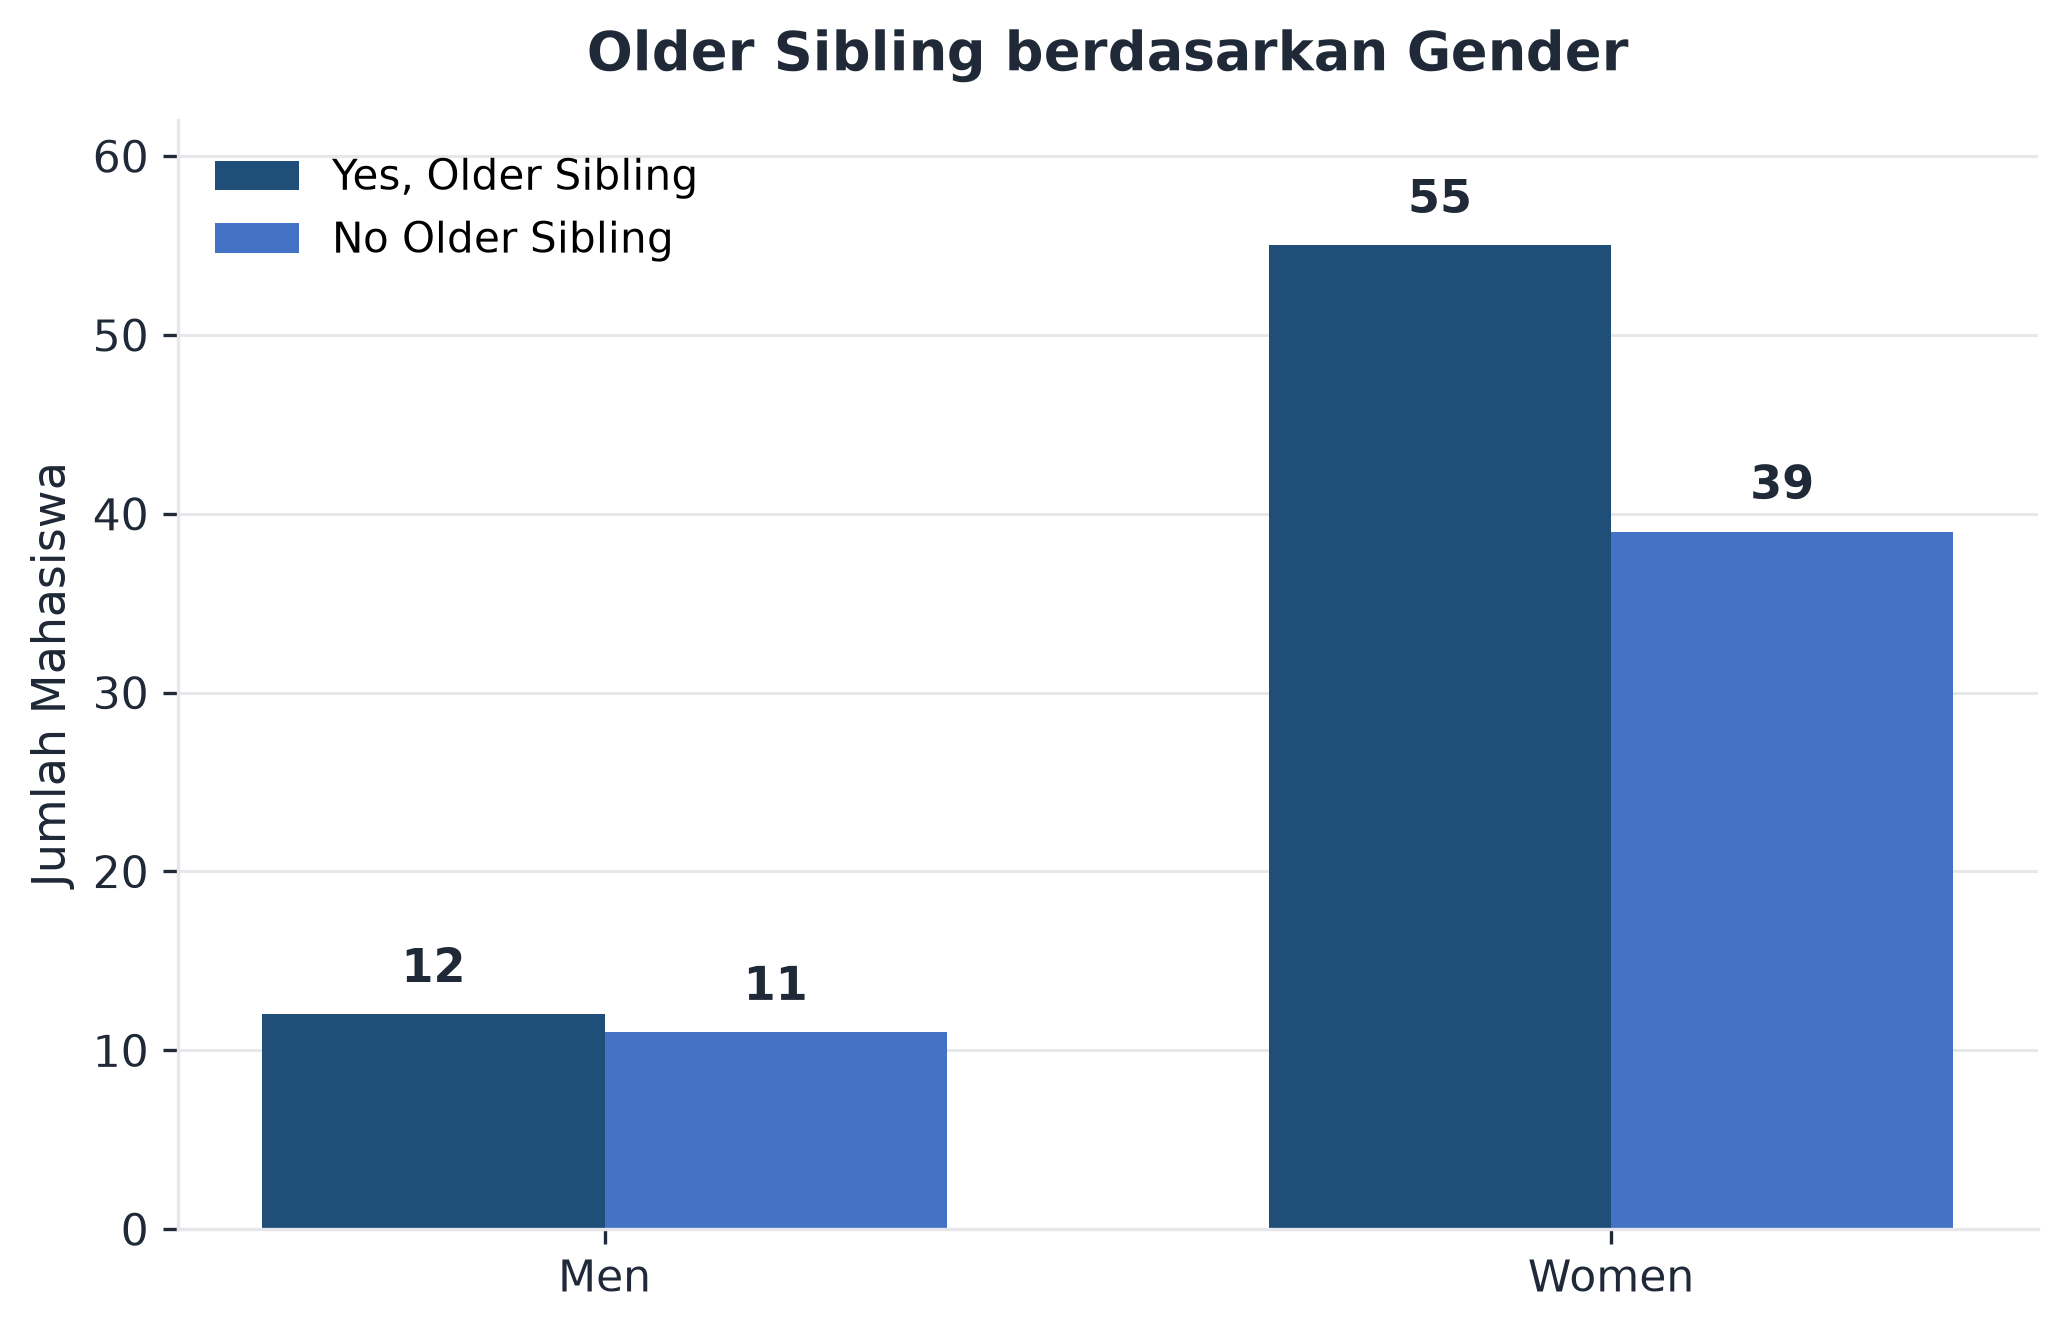 Older Sibling berdasarkan Gender
Yes, Older Sibling
No Older Sibling
Jumlah Mahasiswa
60
50
40
30
20
10
0
12
11
55
39
Men
Women